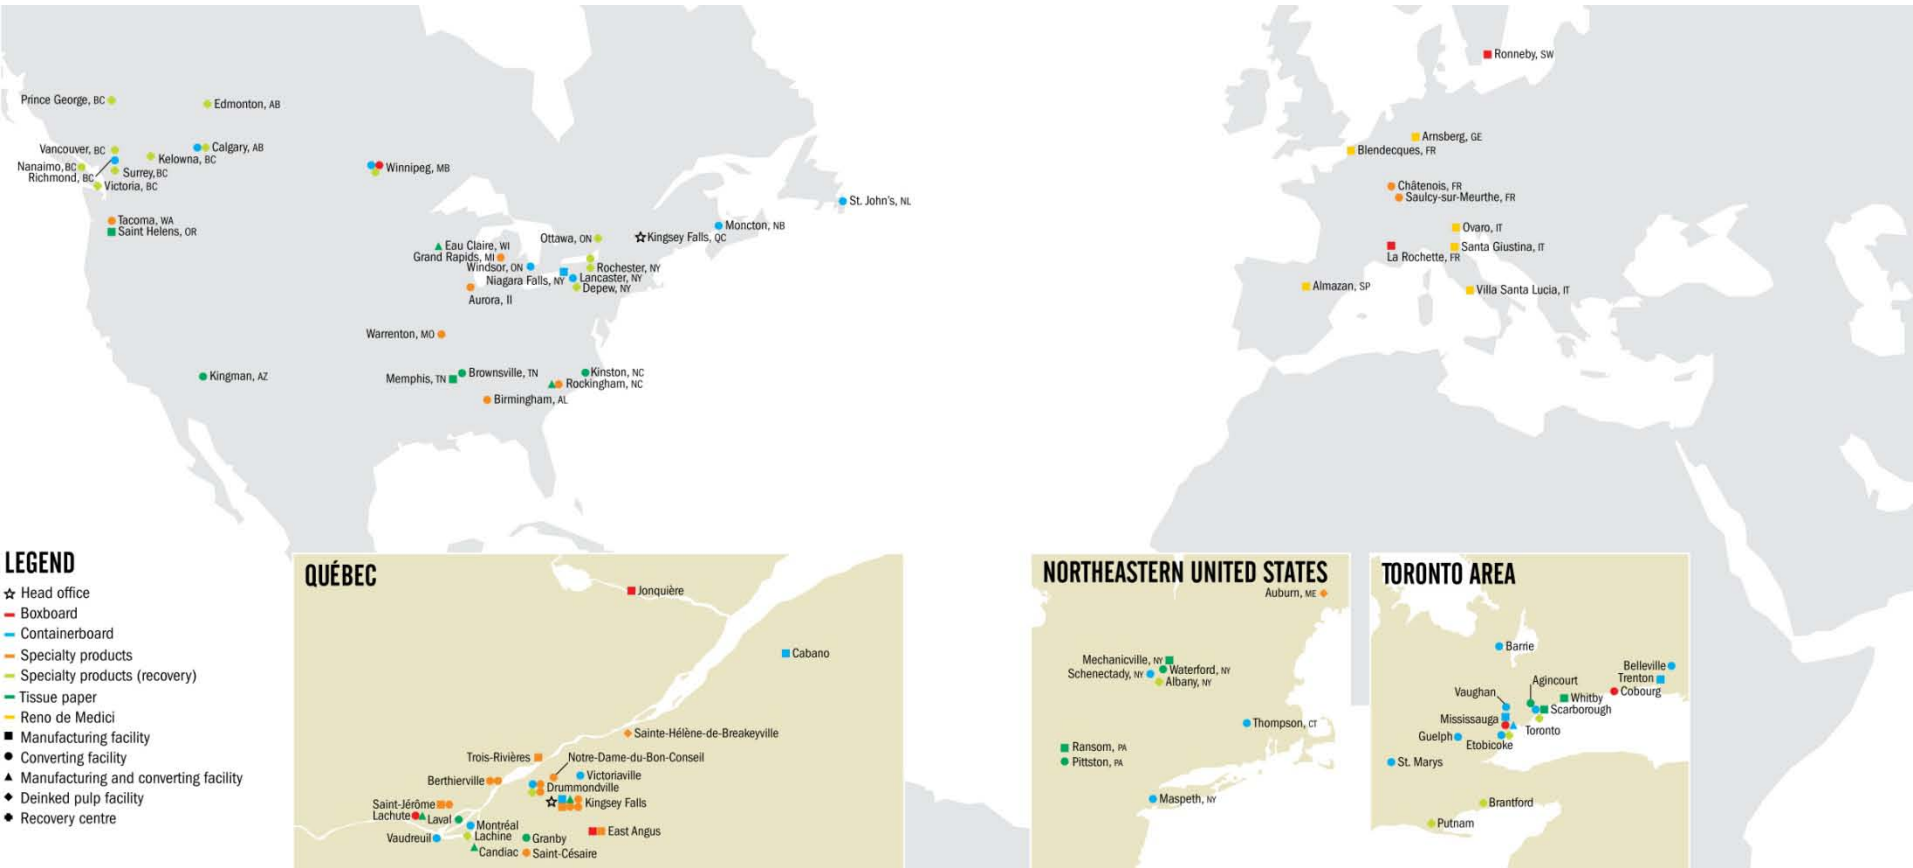 Ronneby, SW
Prince George, BC
Edmonton, AB
Arnsberg, GE
Vancouver, BC
Calgary, AB
Blendecques, FR
Kelowna, BC
Nanaimo, BC
Surrey, BC
Richmond, BC
Victoria, BC
Winnipeg, MB
Châtenois, FR
Saulcy-sur-Meurthe, FR
St. John's, NL
Tacoma, WA
Saint Helens, OR
Moncton, NB
Ovaro, IT
Ottawa, ON
Kingsey Falls, QC
Eau Claire, WI
Santa Giustina, IT
Grand Rapids, MI
La Rochette, FR
Windsor, ON
Rochester, NY
Niagara Falls, NY
Lancaster, NY
Depew, NY
Almazan, SP
Villa Santa Lucia, IT
Aurora, Il
Warrenton, MO
Kingman, AZ
Memphis, TN
Brownsville, TN
Kinston, NC
Rockingham, NC
Birmingham, AL
LEGEND
Head office
Boxboard
Containerboard
Specialty products
Specialty products (recovery)
Tissue paper
Reno de Medici
Manufacturing facility
Converting facility
Manufacturing and converting facility
Deinked pulp facility
Recovery centre
QUÉBEC
Jonquière
Cabano
Sainte-Hélène-de-Breakeyville
Trois-Rivières
Notre-Dame-du-Bon-Conseil
Berthierville
Victoriaville
Drummondville
Kingsey Falls
Saint-Jérôme
Lachute
Laval
Montréal
Vaudreuil
Lachine
Granby
East Angus
Candiac
Saint-Césaire
NORTHEASTERN UNITED STATES
Auburn, ME
Mechanicville, NY
Waterford, NY
Schenectady, NY
Albany, NY
Thompson, CT
Ransom, PA
Pittston, PA
Maspeth, NY
TORONTO AREA
Barrie
Belleville
Trenton
Agincourt
Cobourg
Vaughan
Whitby
Scarborough
Mississauga
Toronto
Guelph
Etobicoke
St. Marys
Brantford
Putnam